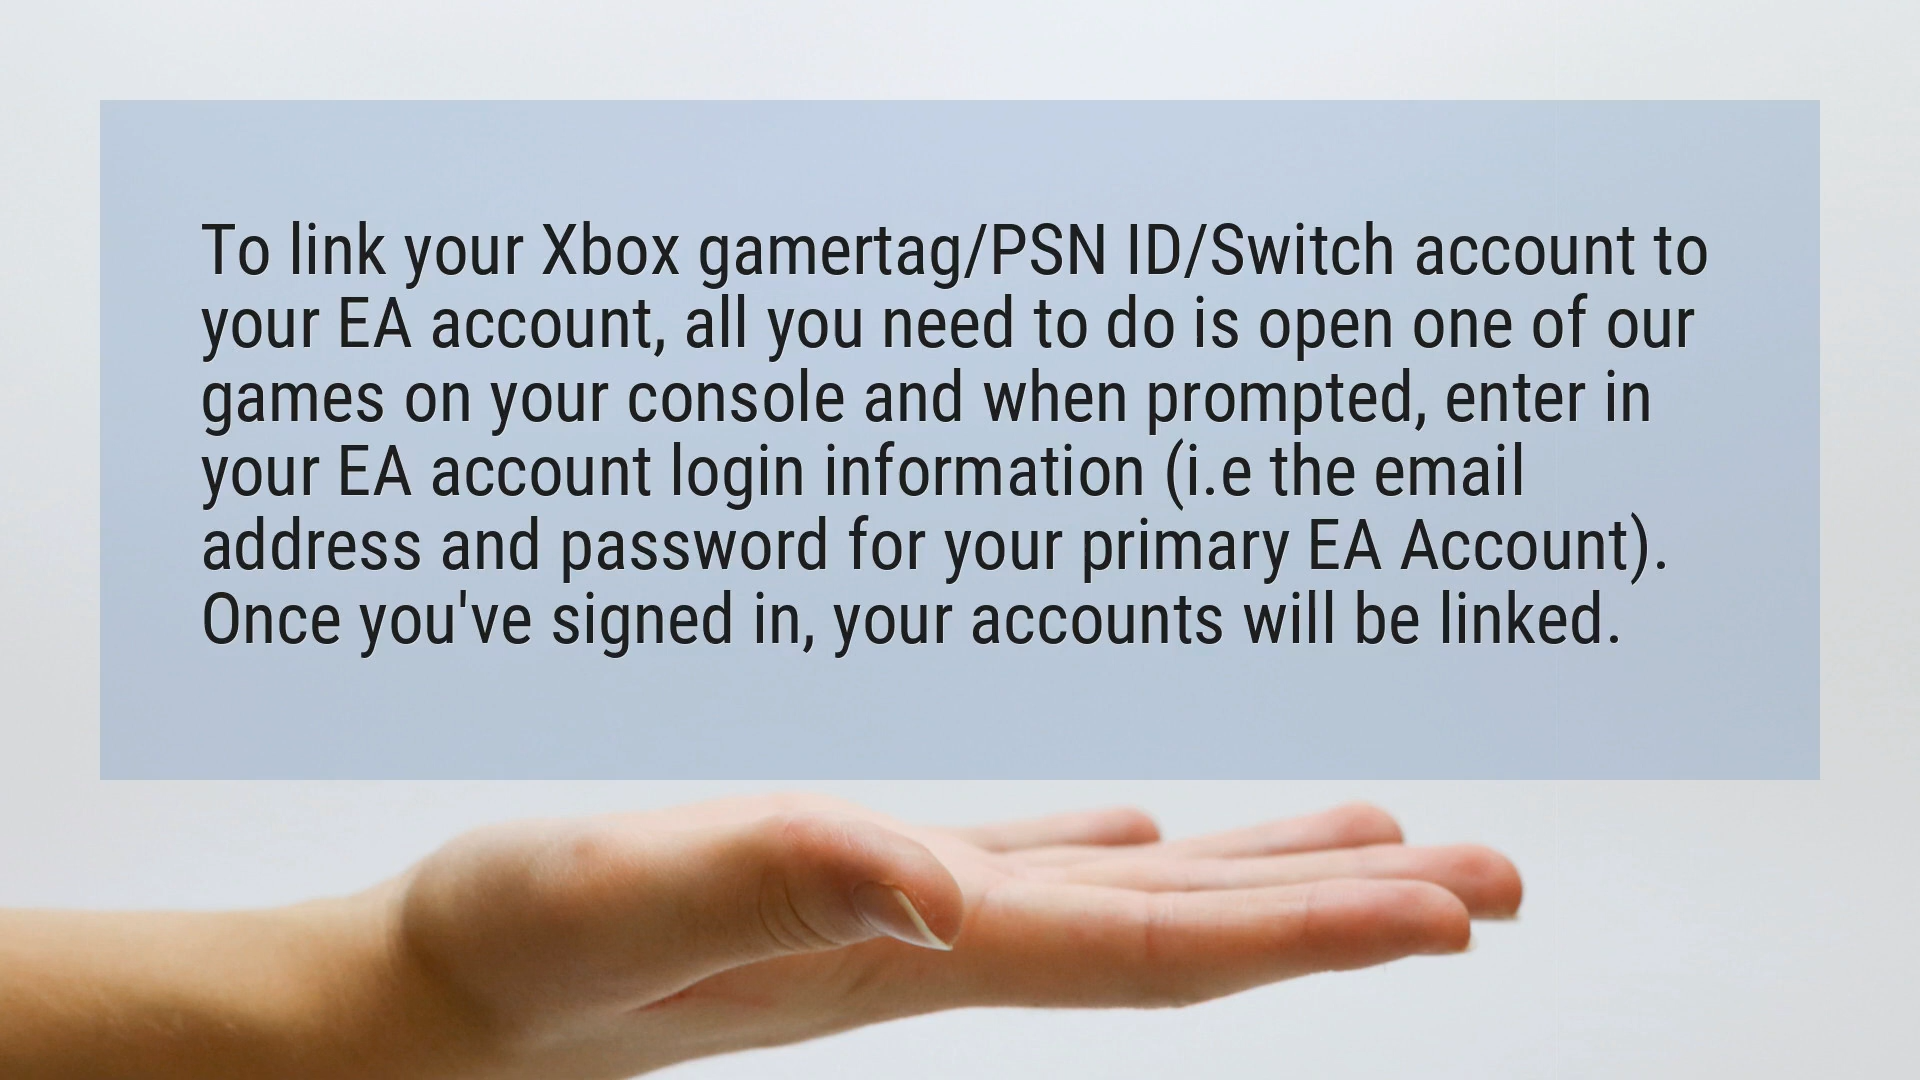 To link your Xbox gamertag/PSN ID/Switch account to
your EA account, all you need to do is open one of our
games on your console and when prompted, enter in
your EA account login information (i.e the email
address and password for your primary EA Account).
Once you've signed in, your accounts will be linked.